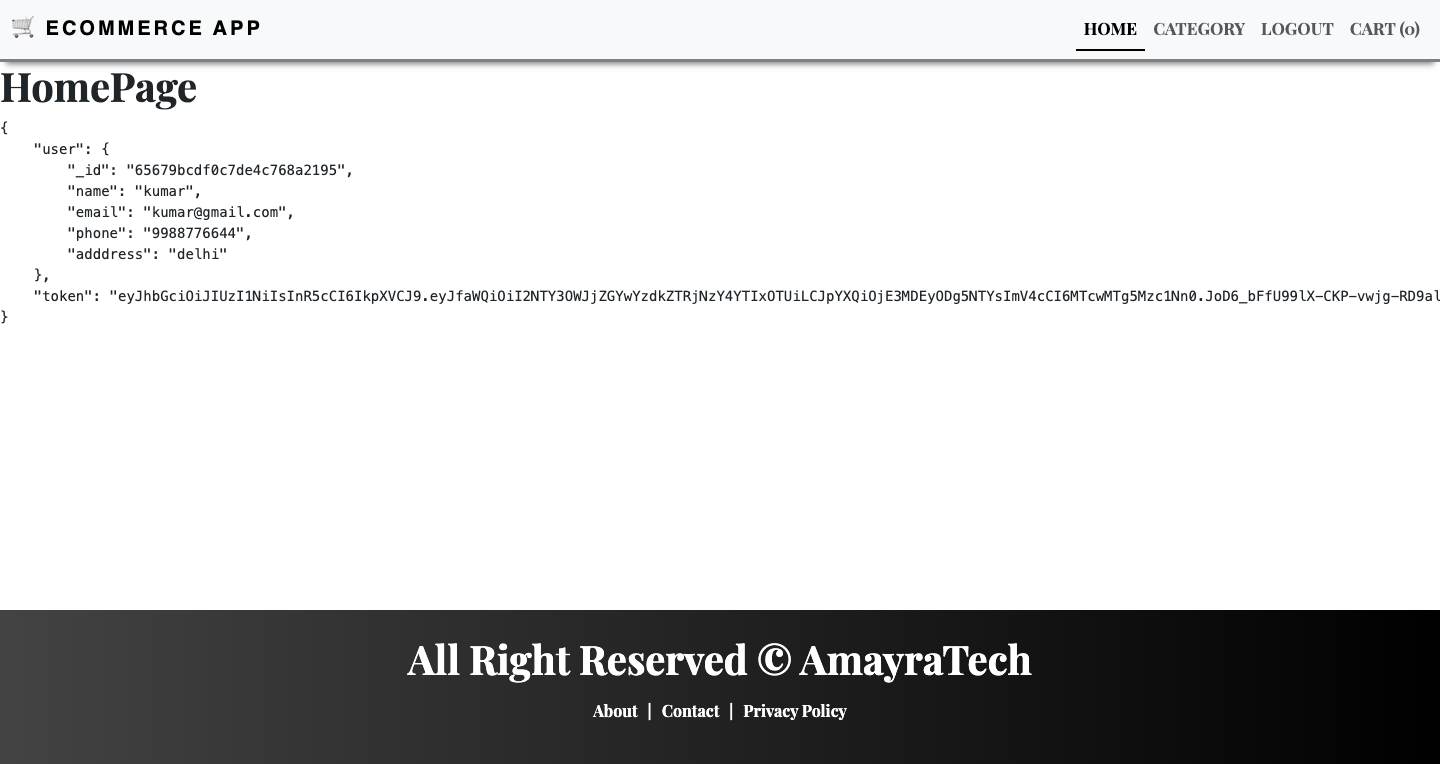 🛒 ECOMMERCE APP
HOME CATEGORY LOGOUT CART (0)
HomePage
{
    "user": {
        "_id": "65679bcdf0c7de4c768a2195",
        "name": "kumar",
        "email": "kumar@gmail.com",
        "phone": "9988776644",
        "adddress": "delhi"
    },
    "token": "eyJhbGciOiJIUzI1NiIsInR5cCI6IkpXVCJ9.eyJfaWQiOiI2NTY3OWJjZGYwYzdkZTRjNzY4YTIxOTUiLCJpYXQiOjE3MDEyODg5NTYsImV4cCI6MTcwMTg5Mzc1Nn0.JoD6_bFfU99lX-CKP-vwjg-RD9al
}
All Right Reserved © AmayraTech
About | Contact | Privacy Policy